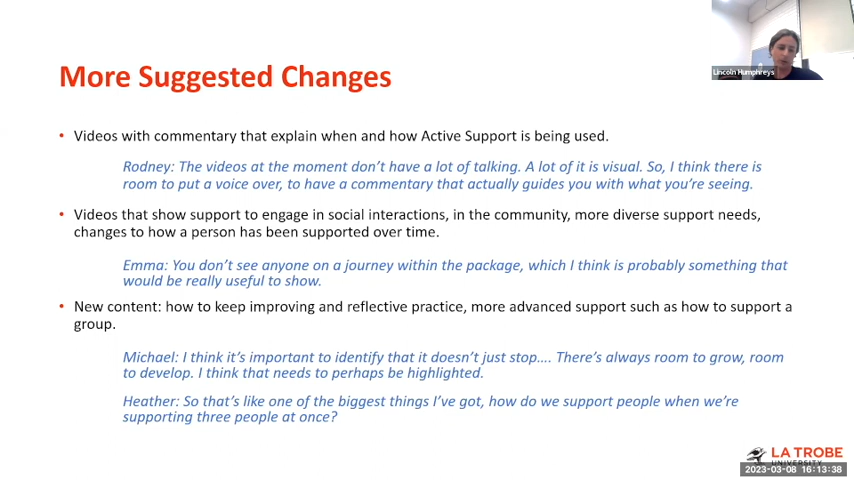 Lincoln Humphreys
More Suggested Changes
• Videos with commentary that explain when and how Active Support is being used.
Rodney: The videos at the moment don't have a lot of talking. A lot of it is visual. So, I think there is
room to put a voice over, to have a commentary that actually guides you with what you're seeing.
• Videos that show support to engage in social interactions, in the community, more diverse support needs,
changes to how a person has been supported over time.
Emma: You don't see anyone on a journey within the package, which I think is probably something that
would be really useful to show.
• New content: how to keep improving and reflective practice, more advanced support such as how to support a
group.
Michael: I think it's important to identify that it doesn't just stop…. There's always room to grow, room
to develop. I think that needs to perhaps be highlighted.
Heather: So that's like one of the biggest things I've got, how do we support people when we're
supporting three people at once?
LA TROBE
UNIVERSITY
2023-03-08 16:13:38